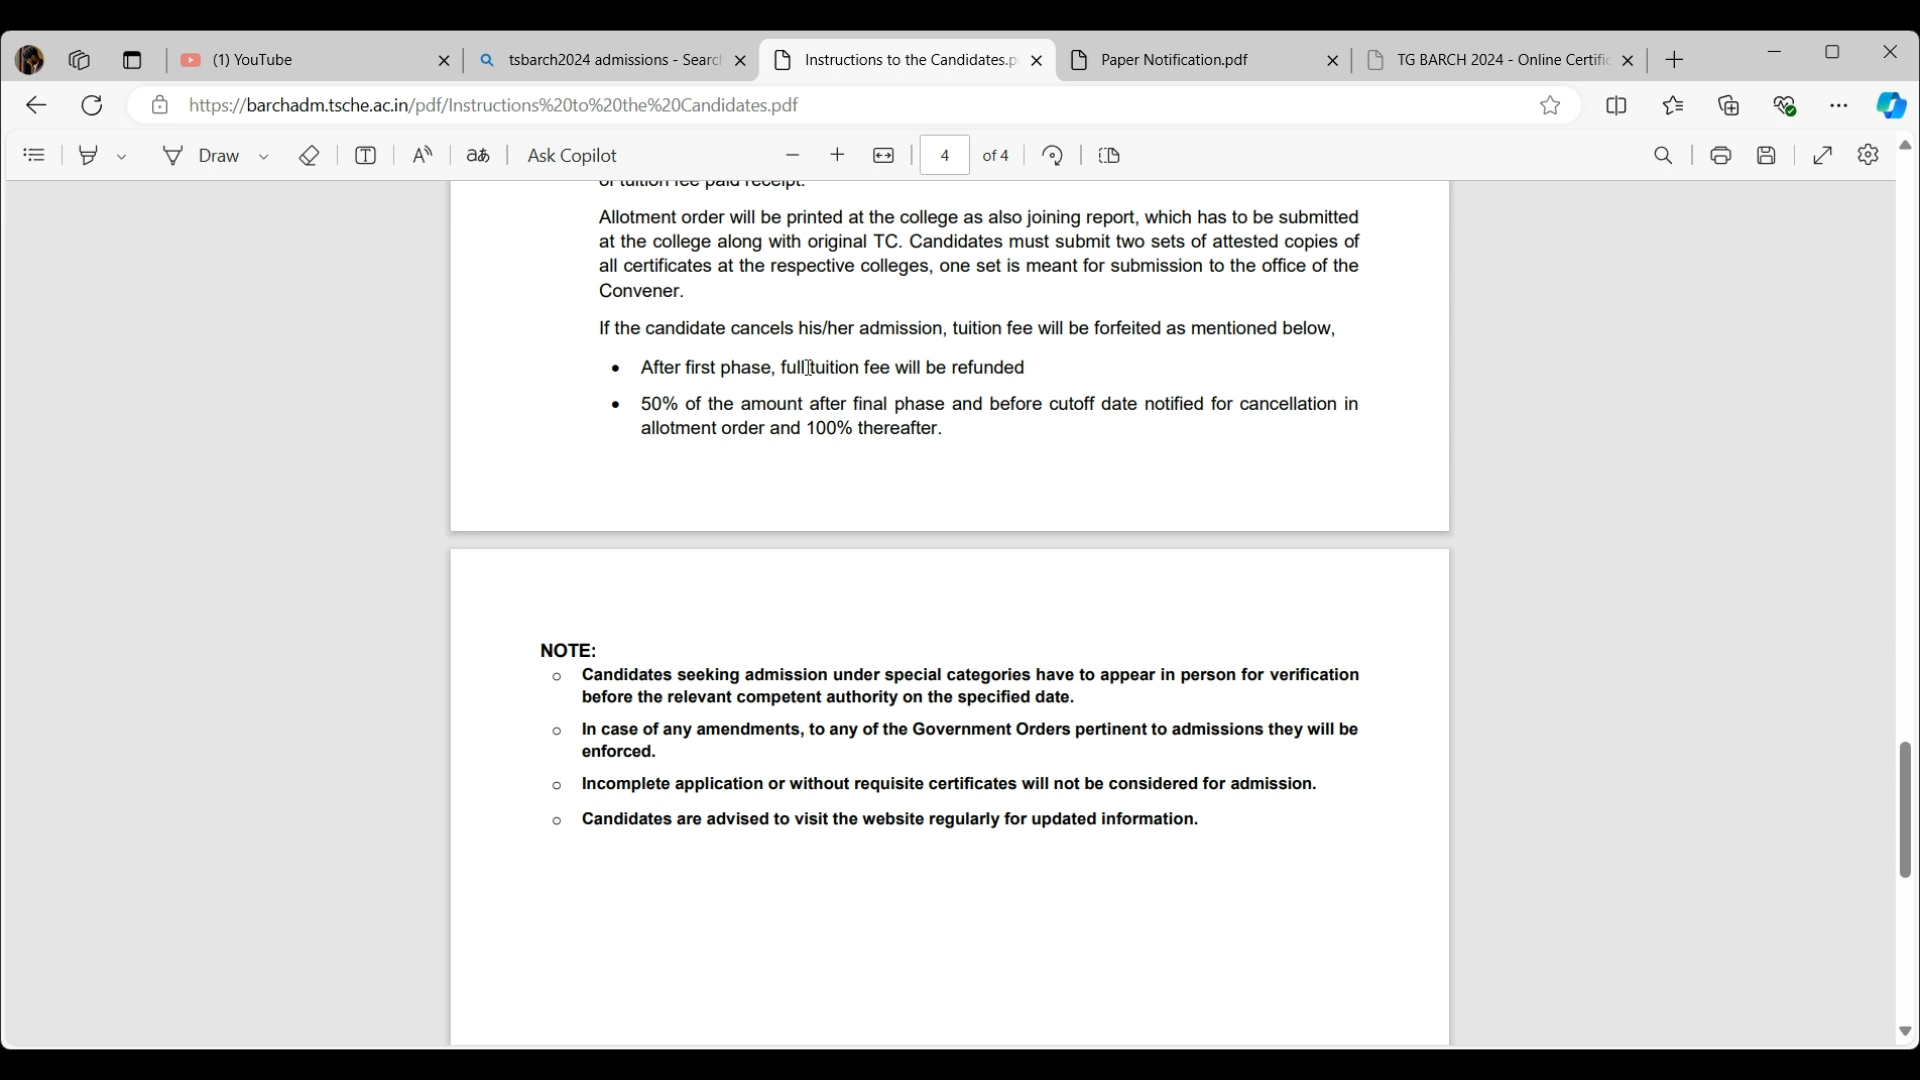 (1) YouTube
tsbarch2024 admissions - Searc
Instructions to the Candidates.p
Paper Notification.pdf
TG BARCH 2024 - Online Certific
https://barchadm.tsche.ac.in/pdf/Instructions%20to%20the%20Candidates.pdf
Draw
Ask Copilot
4
of 4
of tuition fee paid receipt.
Allotment order will be printed at the college as also joining report, which has to be submitted
at the college along with original TC. Candidates must submit two sets of attested copies of
all certificates at the respective colleges, one set is meant for submission to the office of the
Convener.
If the candidate cancels his/her admission, tuition fee will be forfeited as mentioned below,
• After first phase, full tuition fee will be refunded
• 50% of the amount after final phase and before cutoff date notified for cancellation in
allotment order and 100% thereafter.
NOTE:
o Candidates seeking admission under special categories have to appear in person for verification
before the relevant competent authority on the specified date.
o In case of any amendments, to any of the Government Orders pertinent to admissions they will be
enforced.
o Incomplete application or without requisite certificates will not be considered for admission.
o Candidates are advised to visit the website regularly for updated information.